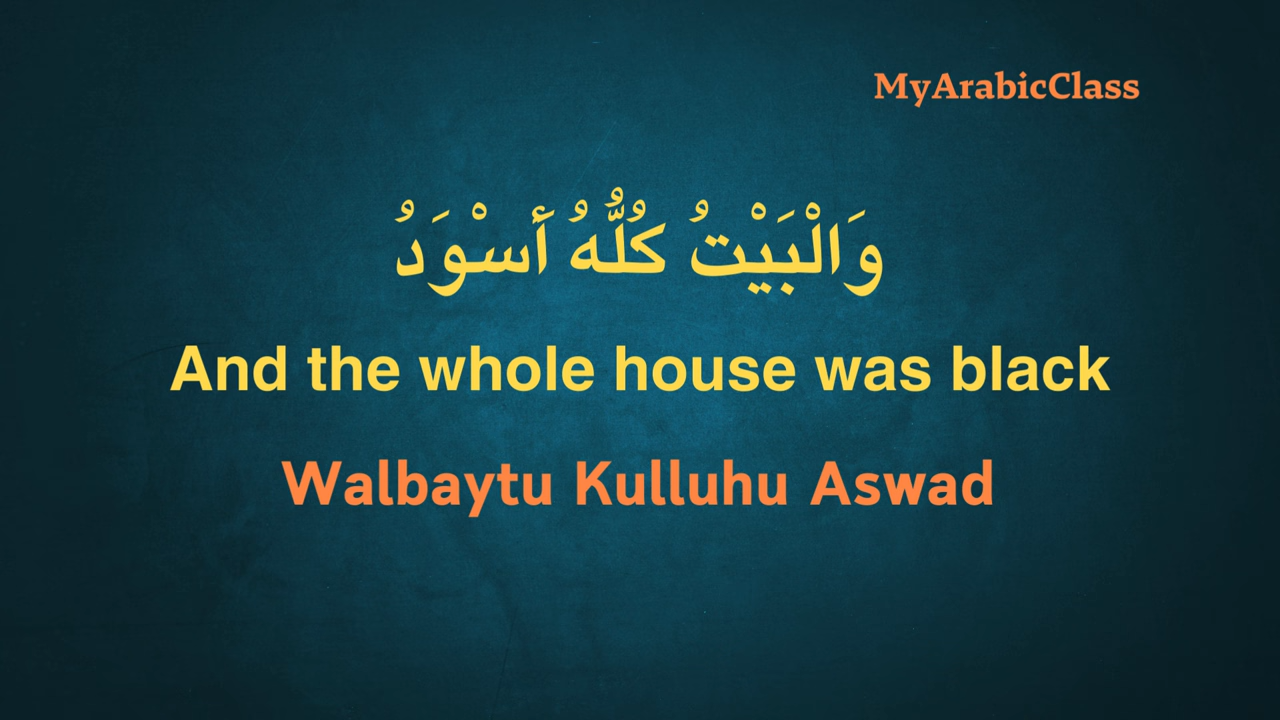 MyArabicClass
وَالْبَيْتُ كُلُّهُ أَسْوَدُ
And the whole house was black
Walbaytu Kulluhu Aswad